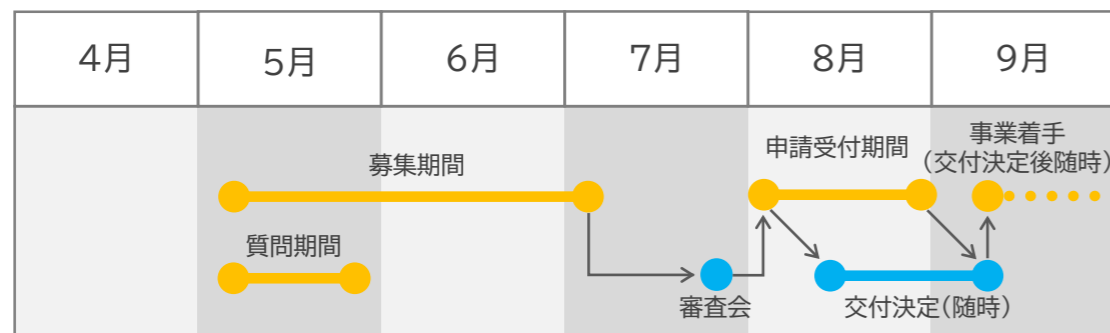 4月 5月 6月 7月 8月 9月
募集期間
質問期間
審査会
申請受付期間
交付決定(随時)
事業着手
(交付決定後随時)